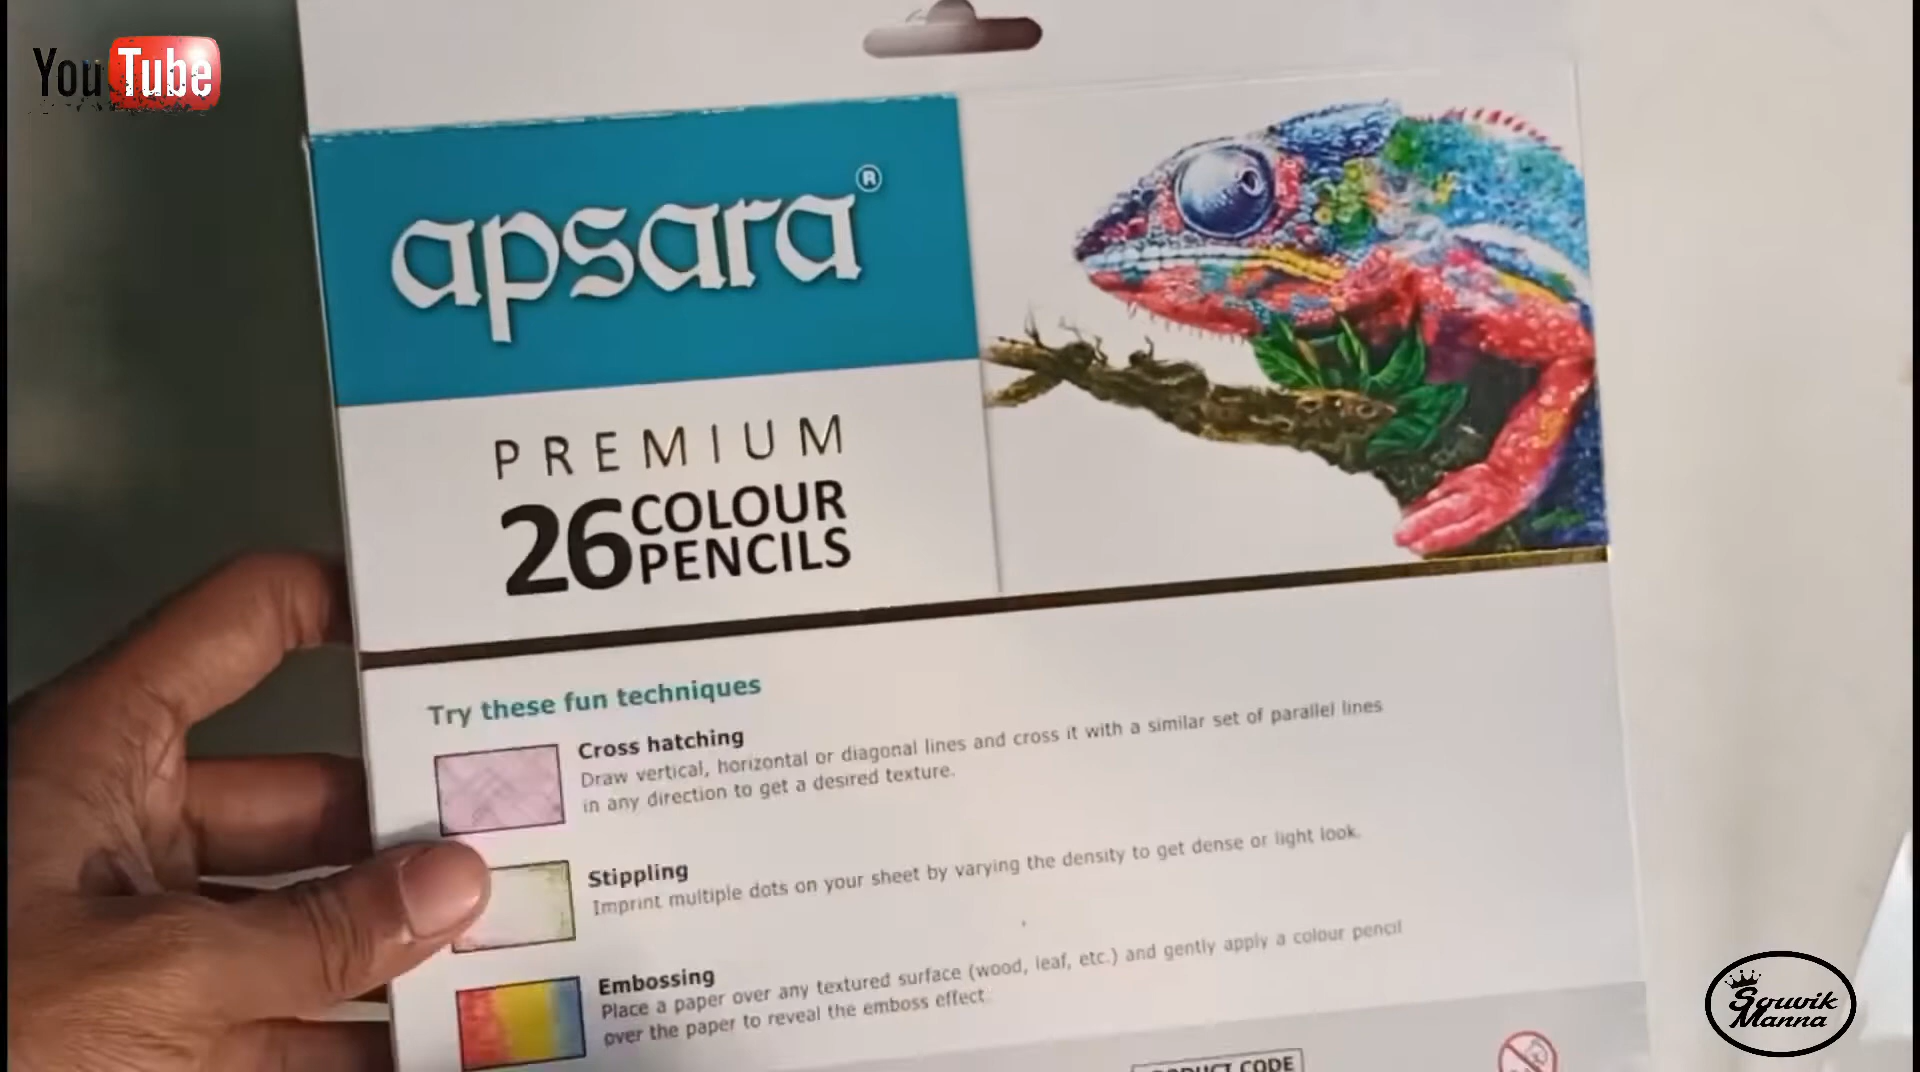 YouTube
apsara®
PREMIUM
26 COLOUR
PENCILS
Try these fun techniques
Cross hatching
Draw vertical, horizontal or diagonal lines and cross it with a similar set of parallel lines
in any direction to get a desired texture.
Stippling
Imprint multiple dots on your sheet by varying the density to get dense or light look.
Embossing
Place a paper over any textured surface (wood, leaf, etc.) and gently apply a colour pencil
over the paper to reveal the emboss effect.
CODE
Souvik
Manna